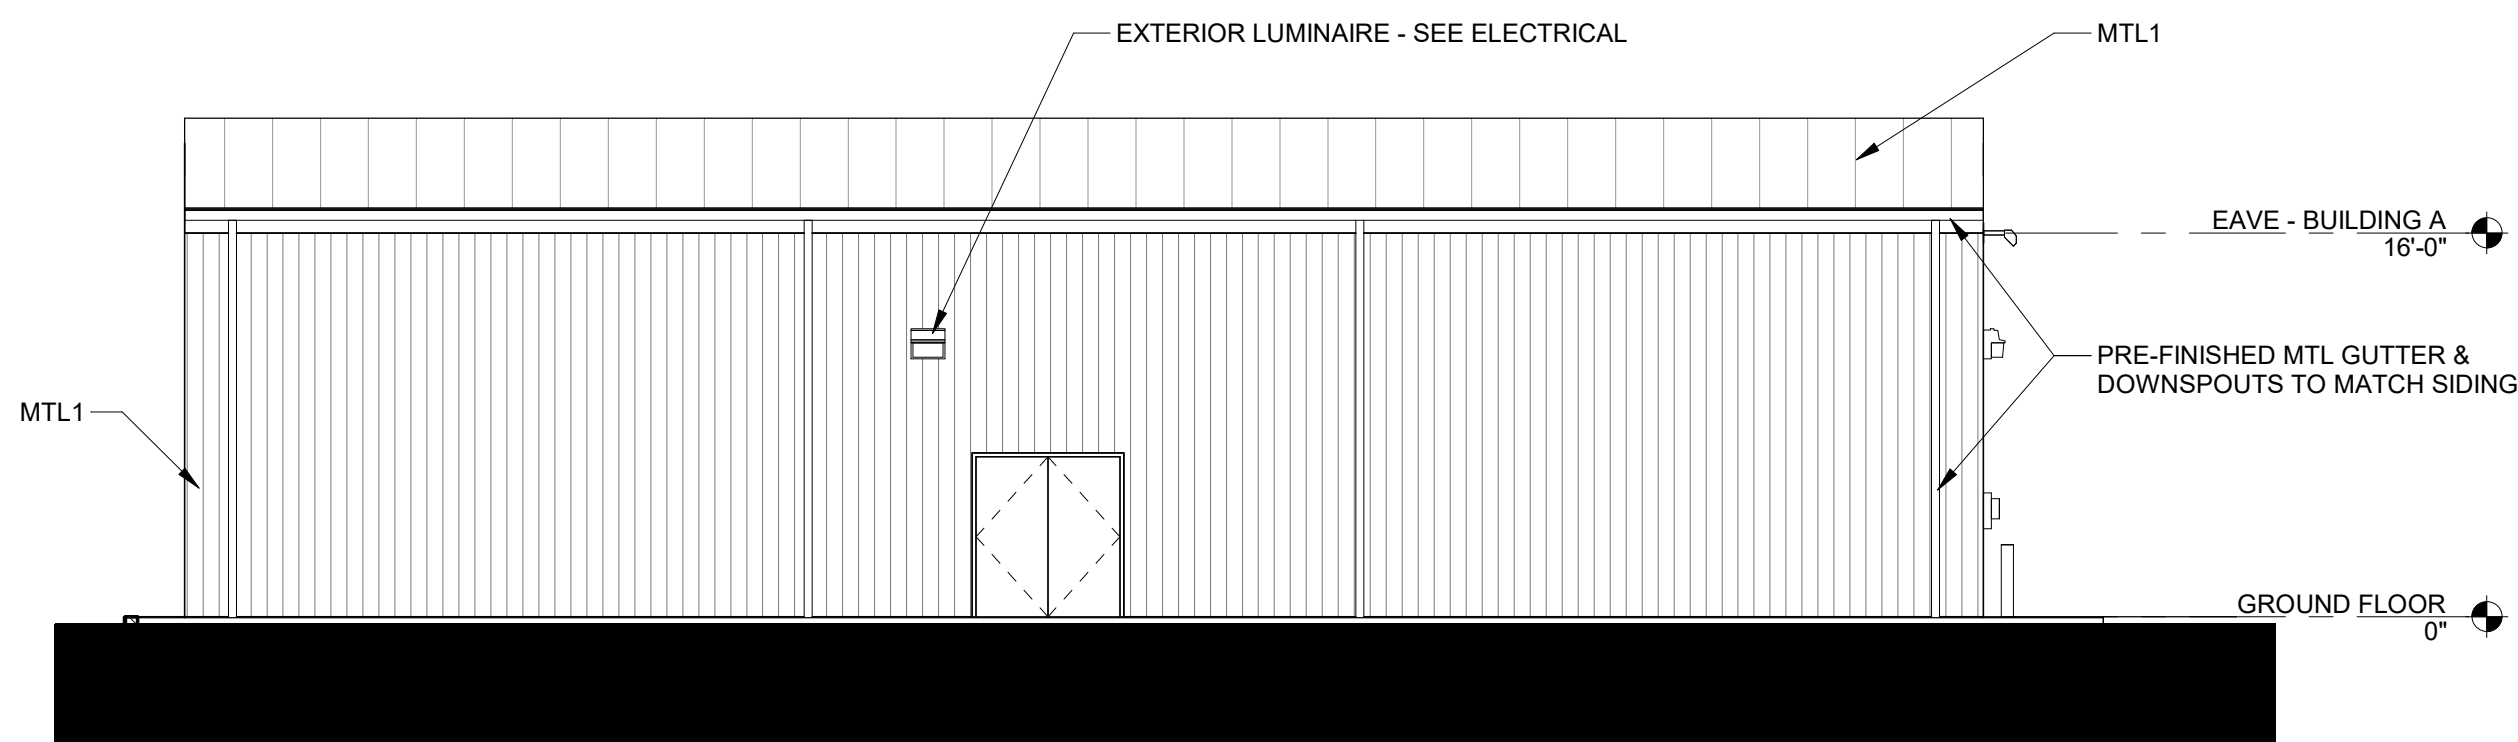 EXTERIOR LUMINAIRE - SEE ELECTRICAL
MTL1
EAVE - BUILDING A
16'-0"
PRE-FINISHED MTL GUTTER &
DOWNSPOUTS TO MATCH SIDING
MTL1
GROUND FLOOR
0"